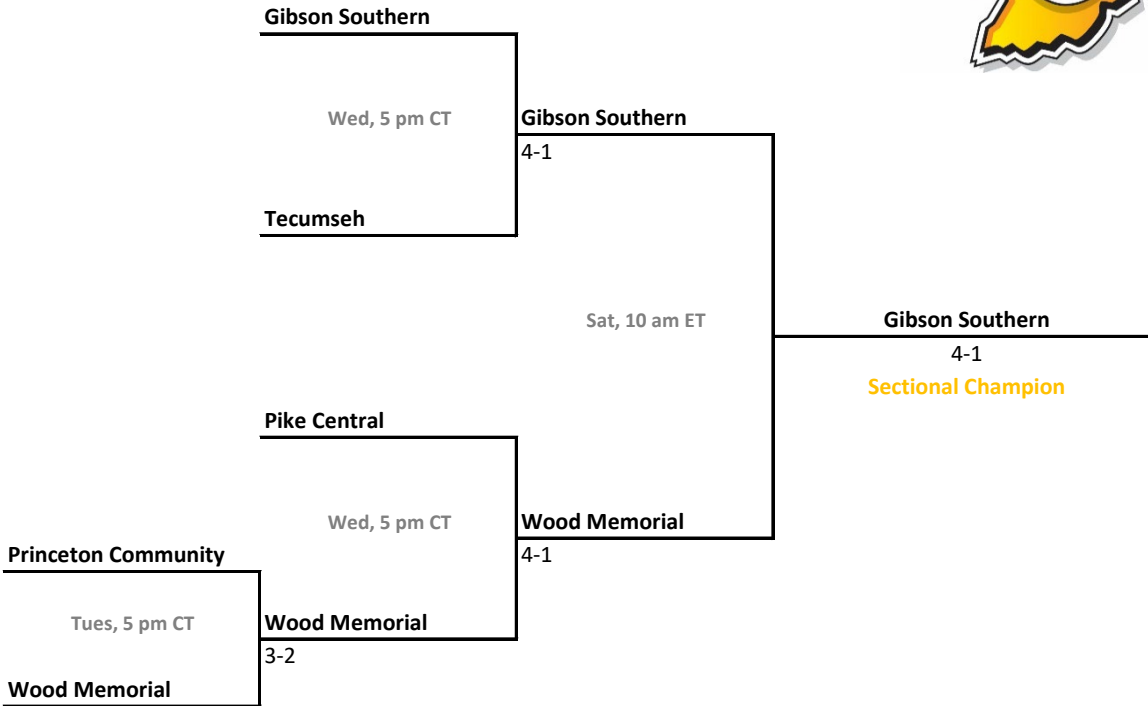 Gibson Southern
Wed, 5 pm CT
Gibson Southern
4-1
Tecumseh
Sat, 10 am ET
Gibson Southern
4-1
Sectional Champion
Pike Central
Wed, 5 pm CT
Wood Memorial
4-1
Princeton Community
Tues, 5 pm CT
Wood Memorial
3-2
Wood Memorial